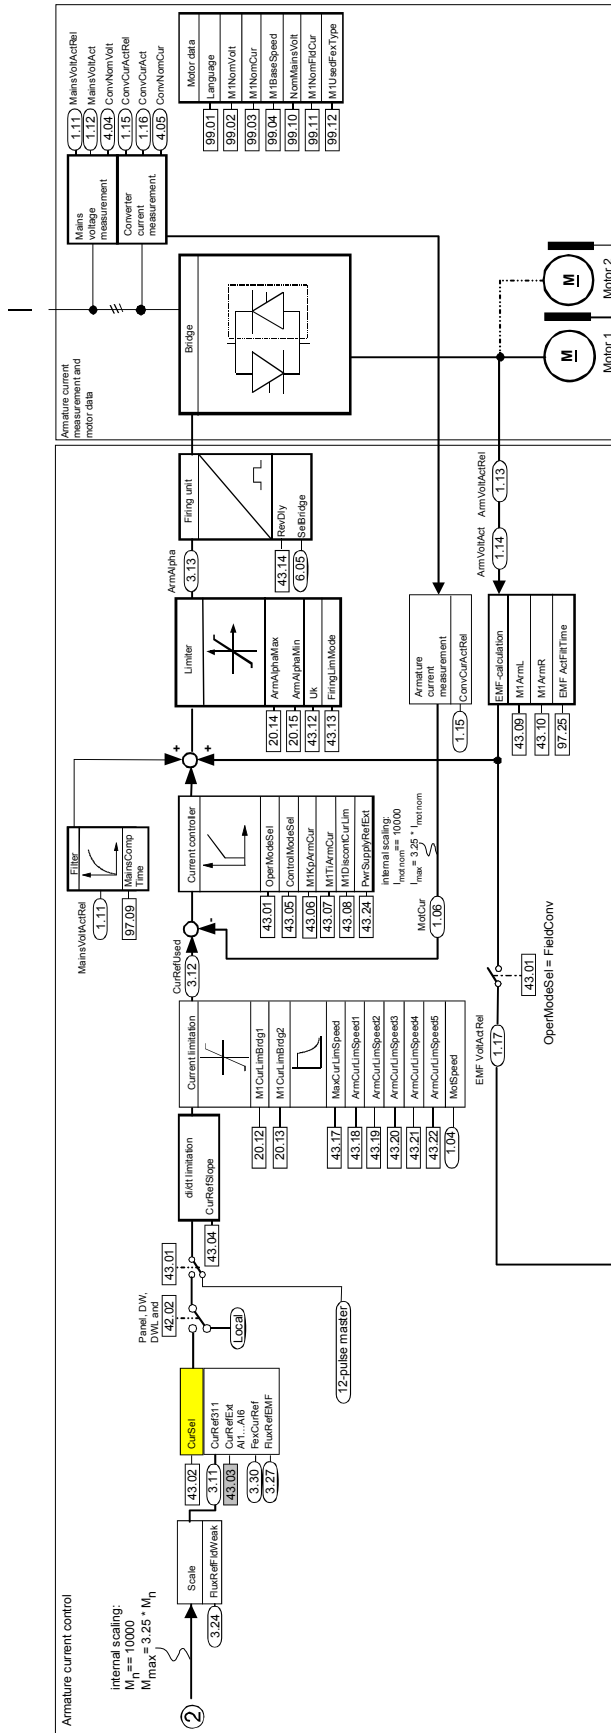 Armature current control
2
internal scaling:
Mn == 10000
Mmax = 3.25 * Mn
Scale
3.24
FluxRefFldWeak
CurSel
43.02
3.11
CurRef311
43.03
CurRefExt
AI1...AI6
3.30
FexCurRef
3.27
FluxRefEMF
Panel, DW,
DWL and
42.02
Local
43.01
12-pulse master
di/dt limitation
43.04
CurRefSlope
Current limitation
20.12
M1CurLimBrdg1
20.13
M1CurLimBrdg2
43.17
MaxCurLimSpeed
43.18
ArmCurLimSpeed1
43.19
ArmCurLimSpeed2
43.20
ArmCurLimSpeed3
43.21
ArmCurLimSpeed4
43.22
ArmCurLimSpeed5
1.04
MotSpeed
CurRefUsed
3.12
-
Current controller
43.01
OperModeSel
43.05
ControlModeSel
43.06
M1KpArmCur
43.07
M1TiArmCur
43.08
M1DiscontCurLim
43.24
PwrSupplyRefExt
internal scaling:
Imot nom == 10000
Imax = 3.25 * Imot nom
MotCur
1.06
MainsVoltActRel
1.11
Filter
97.09
MainsComp
Time
+
+
Limiter
20.14
ArmAlphaMax
20.15
ArmAlphaMin
43.12
Uk
43.13
FiringLimMode
ArmAlpha
3.13
Firing unit
43.14
RevDly
6.05
SelBridge
Armature
current
measurement
1.15
ConvCurActRel
EMF-calculation
43.09
M1ArmL
43.10
M1ArmR
97.25
EMF ActFiltTime
ArmVoltAct
1.14
ArmVoltActRel
1.13
EMF VoltActRel
1.17
43.01
OperModeSel = FieldConv
Armature current
measurement and
motor data
Bridge
Mains
voltage
measurement
Converter
current
measurement.
1.11
MainsVoltActRel
1.12
MainsVoltAct
4.04
ConvNomVolt
1.15
ConvCurActRel
1.16
ConvCurAct
4.05
ConvNomCur
Motor data
99.01
Language
99.02
M1NomVolt
99.03
M1NomCur
99.04
M1BaseSpeed
99.10
NomMainsVolt
99.11
M1NomFldCur
99.12
M1UsedFexType
M
Motor 1
M
Motor 2